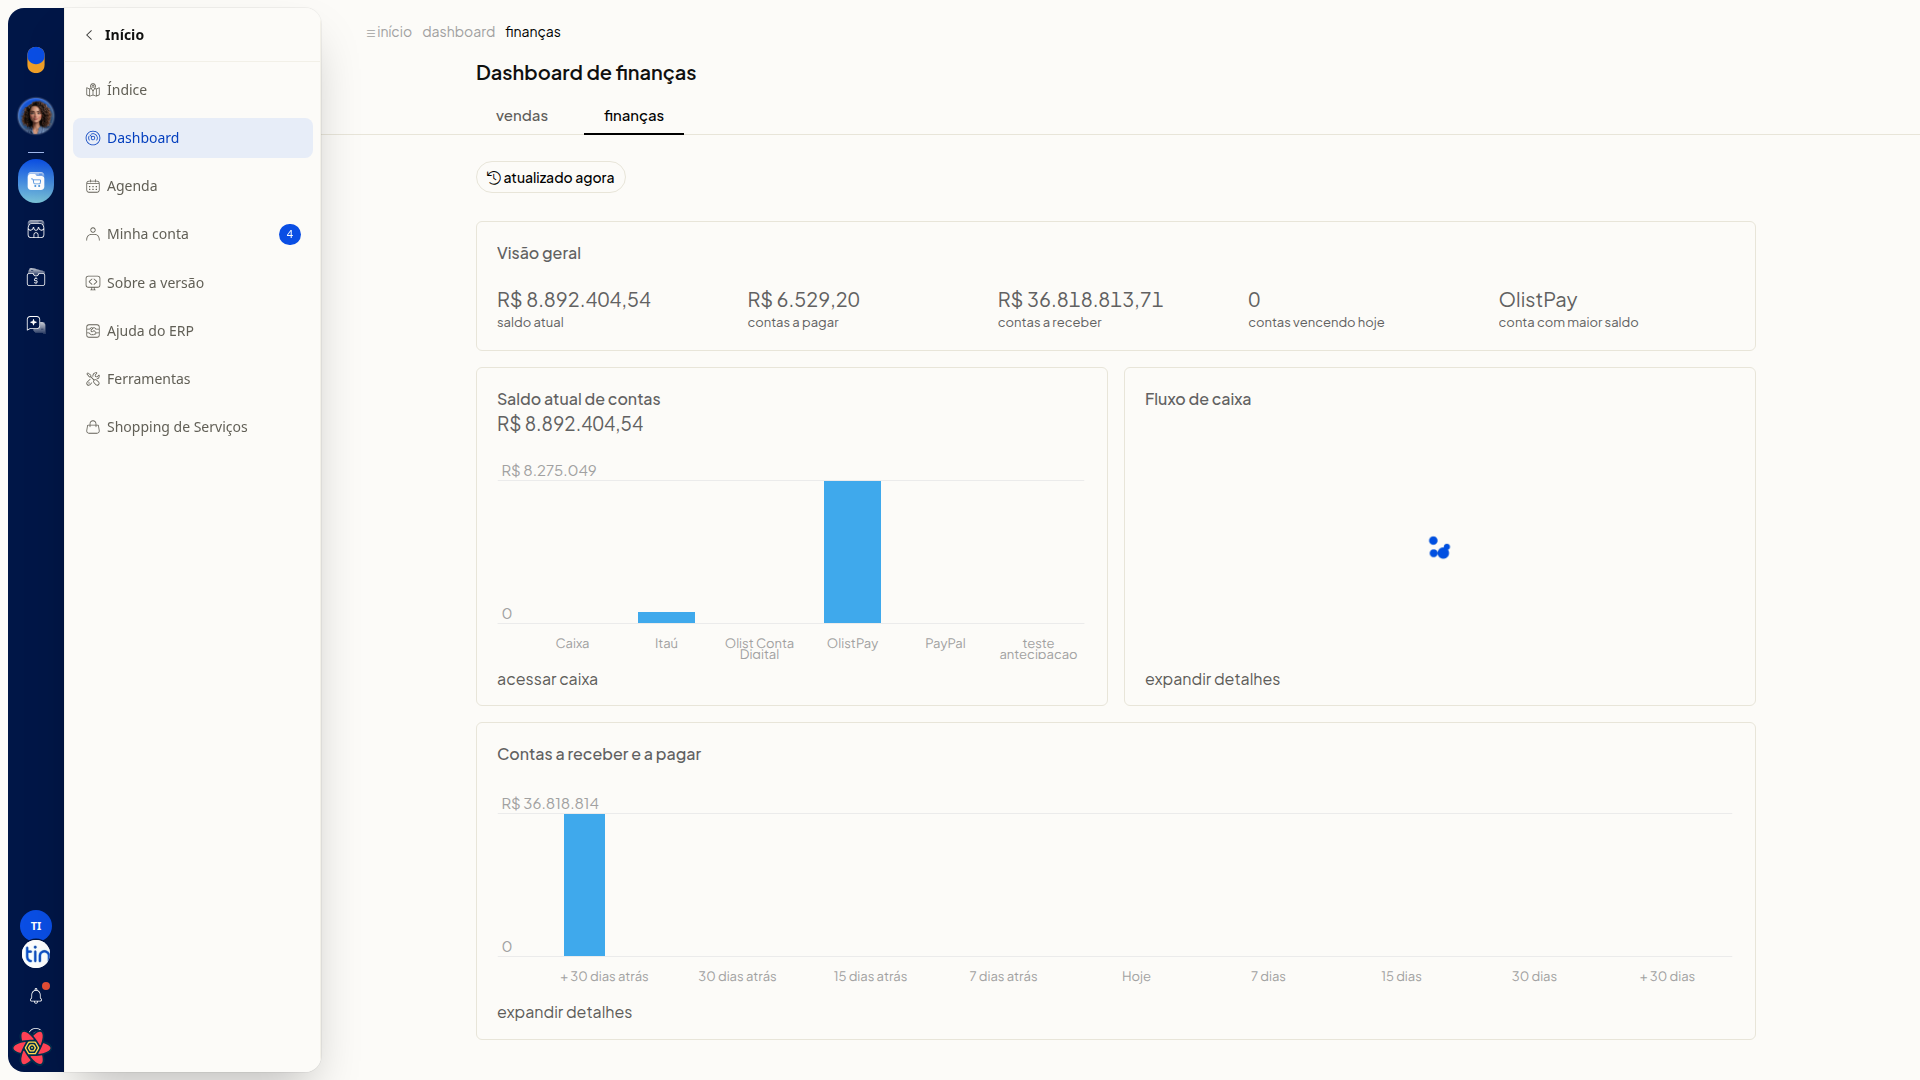 Início
Índice
Dashboard
Agenda
Minha conta
4
Sobre a versão
Ajuda do ERP
Ferramentas
Shopping de Serviços
TI
tin
início dashboard finanças
Dashboard de finanças
vendas finanças
atualizado agora
Visão geral
R$ 8.892.404,54
saldo atual
R$ 6.529,20
contas a pagar
R$ 36.818.813,71
contas a receber
0
contas vencendo hoje
OlistPay
conta com maior saldo
Saldo atual de contas
R$ 8.892.404,54
R$ 8.275.049
0
Caixa
Itaú
Olist Conta
Digital
OlistPay
PayPal
teste
antecipacao
acessar caixa
Fluxo de caixa
expandir detalhes
Contas a receber e a pagar
R$ 36.818.814
0
+ 30 dias atrás
30 dias atrás
15 dias atrás
7 dias atrás
Hoje
7 dias
15 dias
30 dias
+ 30 dias
expandir detalhes